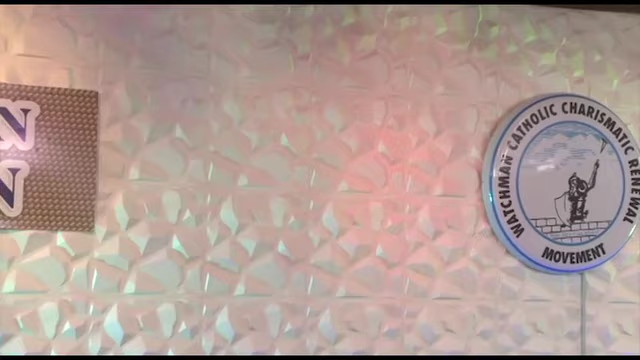 N
N
WATCHMAN CATHOLIC CHARISMATIC RENEWAL
MOVEMENT